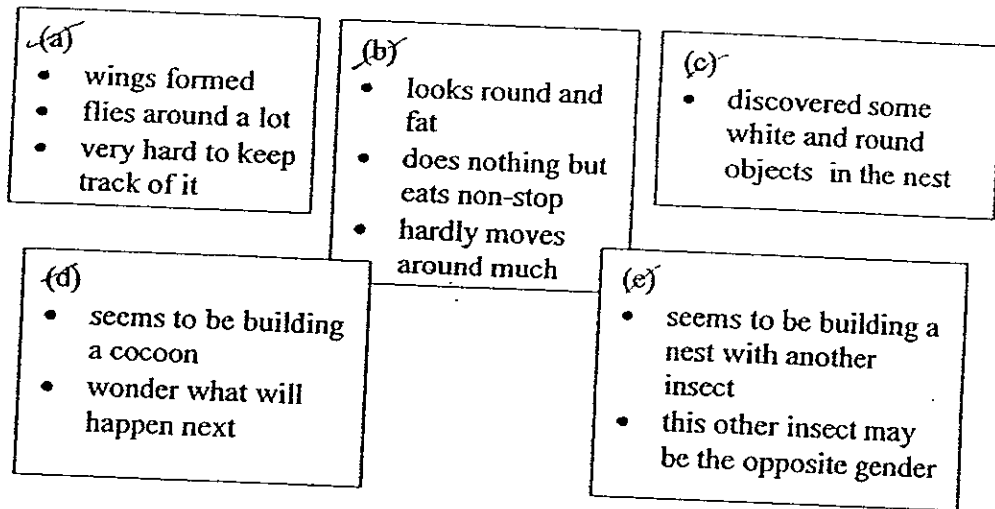 (a)
• wings formed
• flies around a lot
• very hard to keep
track of it
(b)
• looks round and
fat
• does nothing but
eats non-stop
• hardly moves
around much
(c)
• discovered some
white and round
objects in the nest
(d)
• seems to be building
a cocoon
• wonder what will
happen next
(e)
• seems to be building a
nest with another
insect
• this other insect may
be the opposite gender